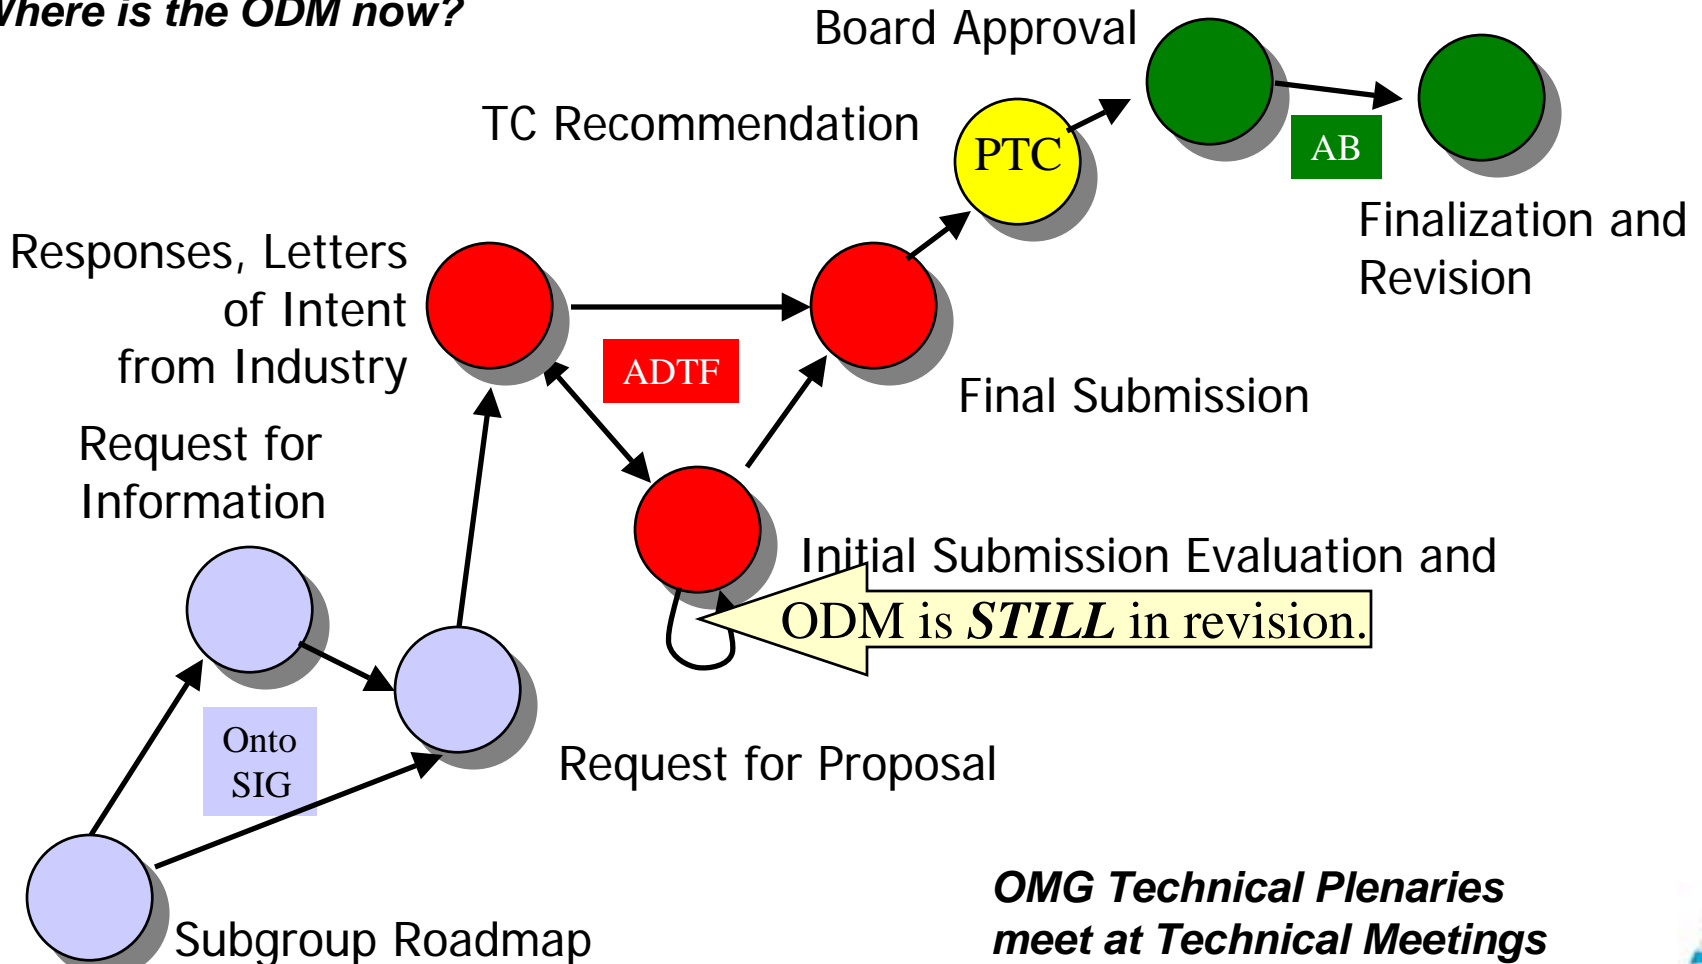 Where is the ODM now?
Board Approval
TC Recommendation
PTC
AB
Finalization and
Revision
Responses, Letters
of Intent
from Industry
ADTF
Final Submission
Request for
Information
Initial Submission Evaluation and
ODM is STILL in revision.
Onto
SIG
Request for Proposal
Subgroup Roadmap
OMG Technical Plenaries
meet at Technical Meetings